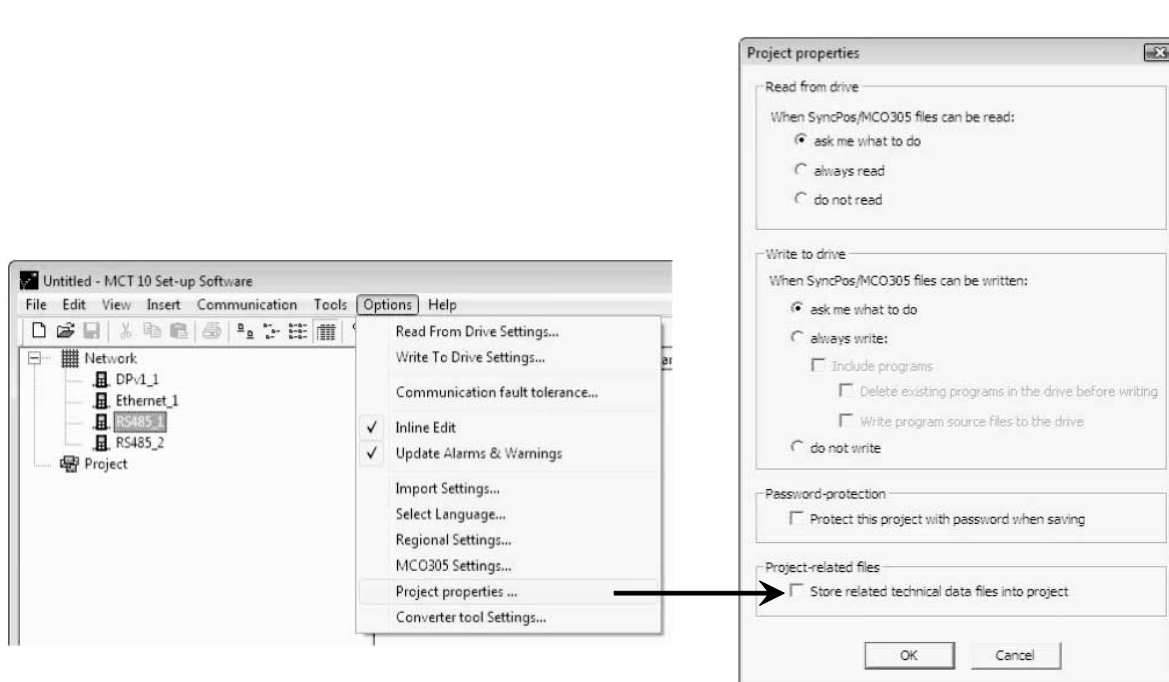 Untitled - MCT 10 Set-up Software
File Edit View Insert Communication Tools Options Help
Network
DPv1_1
Ethernet_1
RS485_1
RS485_2
Project
Read From Drive Settings...
Write To Drive Settings...
Communication fault tolerance...
Inline Edit
Update Alarms & Warnings
Import Settings...
Select Language...
Regional Settings...
MCO305 Settings...
Project properties ...
Converter tool Settings...
Project properties
Read from drive
When SyncPos/MCO305 files can be read:
ask me what to do
always read
do not read
Write to drive
When SyncPos/MCO305 files can be written:
ask me what to do
always write:
Include programs
Delete existing programs in the drive before writing
Write program source files to the drive
do not write
Password-protection
Protect this project with password when saving
Project-related files
Store related technical data files into project
OK Cancel